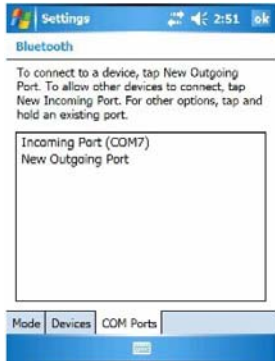 Settings 2:51 ok
Bluetooth
To connect to a device, tap New Outgoing
Port. To allow other devices to connect, tap
New Incoming Port. For other options, tap and
hold an existing port.
Incoming Port (COM7)
New Outgoing Port
Mode Devices COM Ports